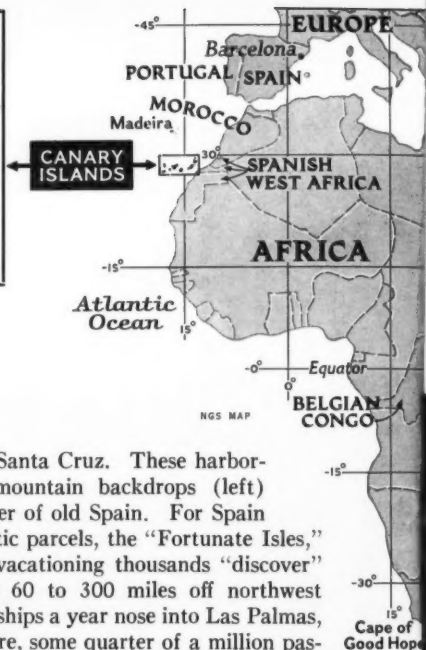 -45°
EUROPE
Barcelona
PORTUGAL
SPAIN
MOROCCO
Madeira
CANARY
ISLANDS
30°
SPANISH
WEST AFRICA
AFRICA
-15°
Atlantic
Ocean
15°
-0°
Equator
0°
NGS MAP
BELGIAN
CONGO
-15°
-30°
15°
Cape of
Good Hope
Santa Cruz. These harbor-
mountain backdrops (left)
er of old Spain. For Spain
tic parcels, the "Fortunate Isles,"
vacationing thousands "discover"
60 to 300 miles off northwest
ships a year nose into Las Palmas,
re, some quarter of a million pas-